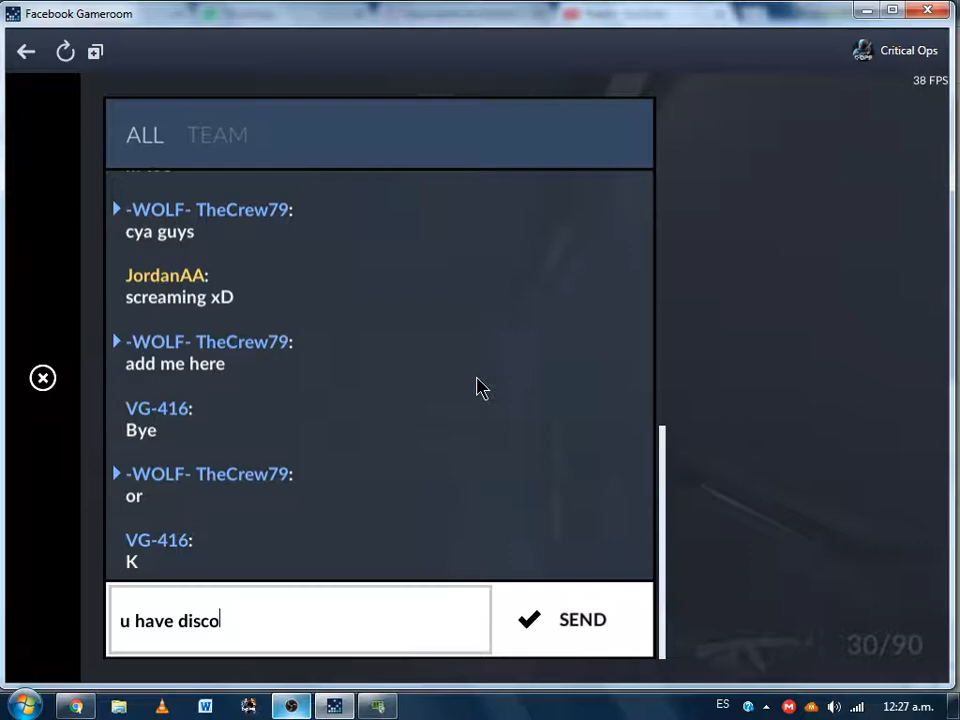 Facebook Gameroom
Critical Ops
38 FPS
ALL TEAM
-WOLF- TheCrew79:
cya guys
JordanAA:
screaming xD
-WOLF- TheCrew79:
add me here
VG-416:
Bye
-WOLF- TheCrew79:
or
VG-416:
K
u have disco
SEND
30/90
ES
12:27 a.m.